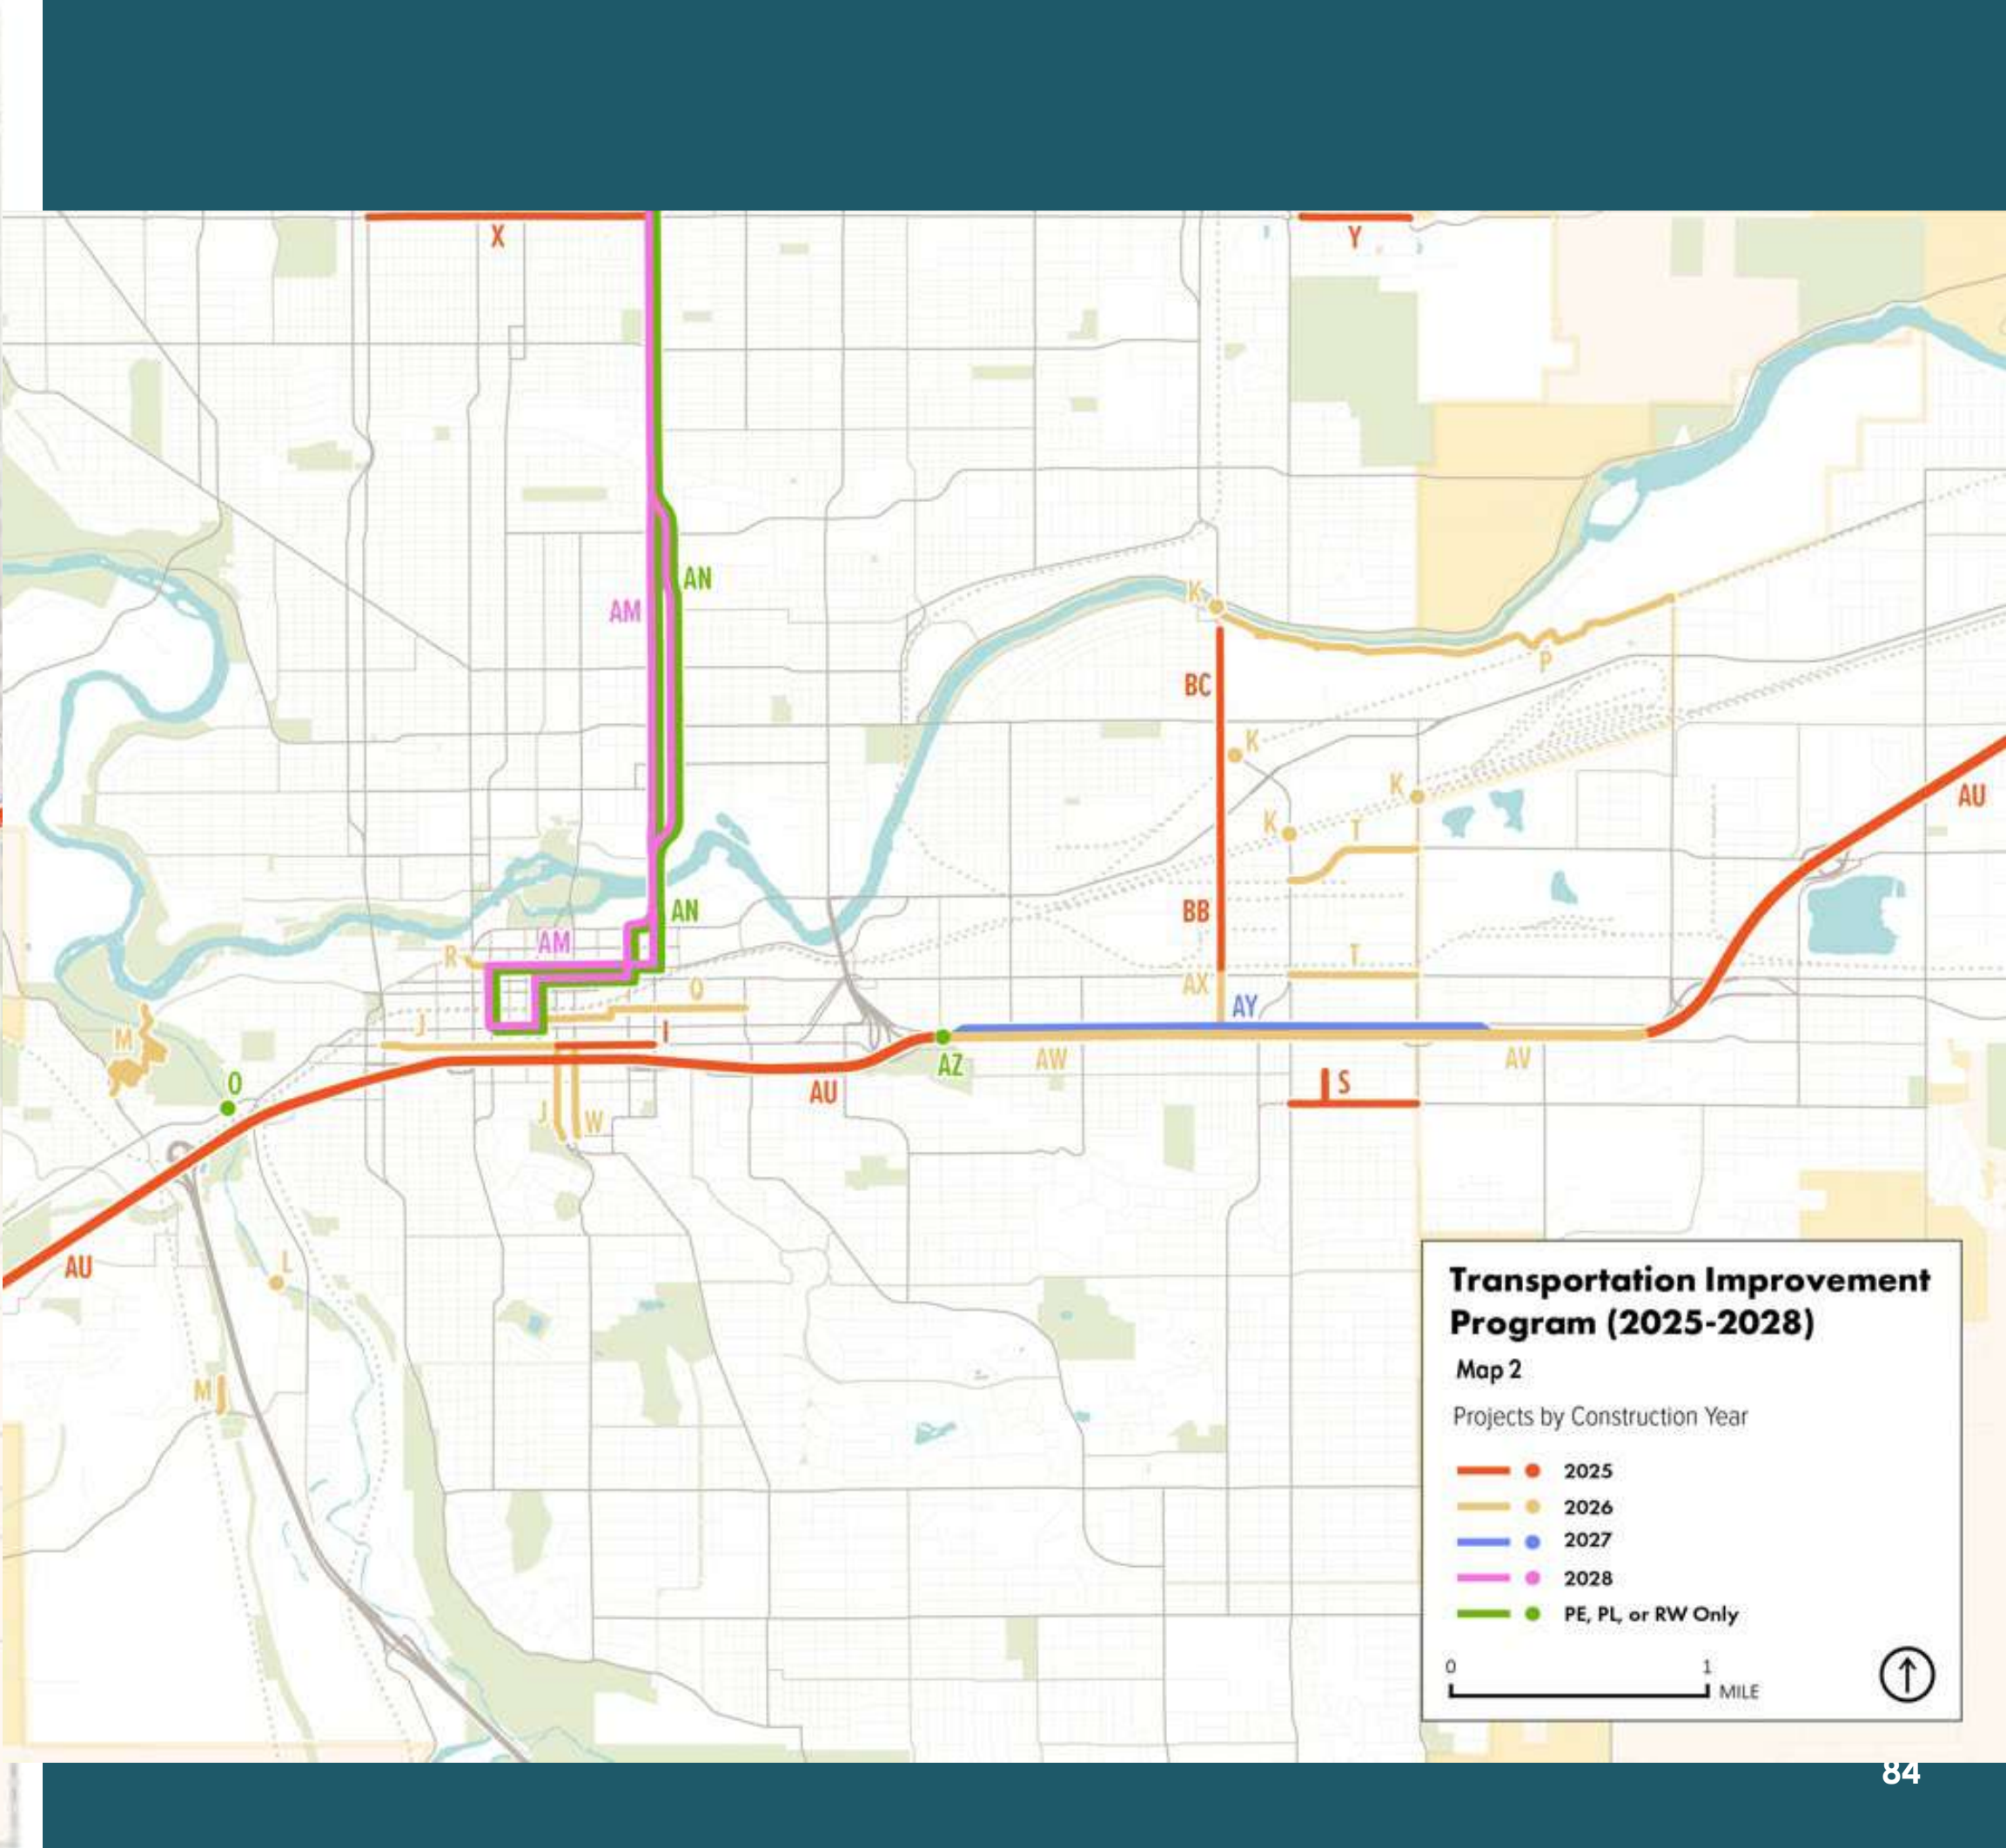 X
Y
AN
AM
K
P
BC
K
K
AU
K
T
BB
AN
AM
R
T
AX
Q
AY
J
I
M
AZ
AW
AV
O
AU
S
J
W
AU
L
M
Transportation Improvement
Program (2025-2028)
Map 2
Projects by Construction Year
2025
2026
2027
2028
PE, PL, or RW Only
0 1
MILE
84